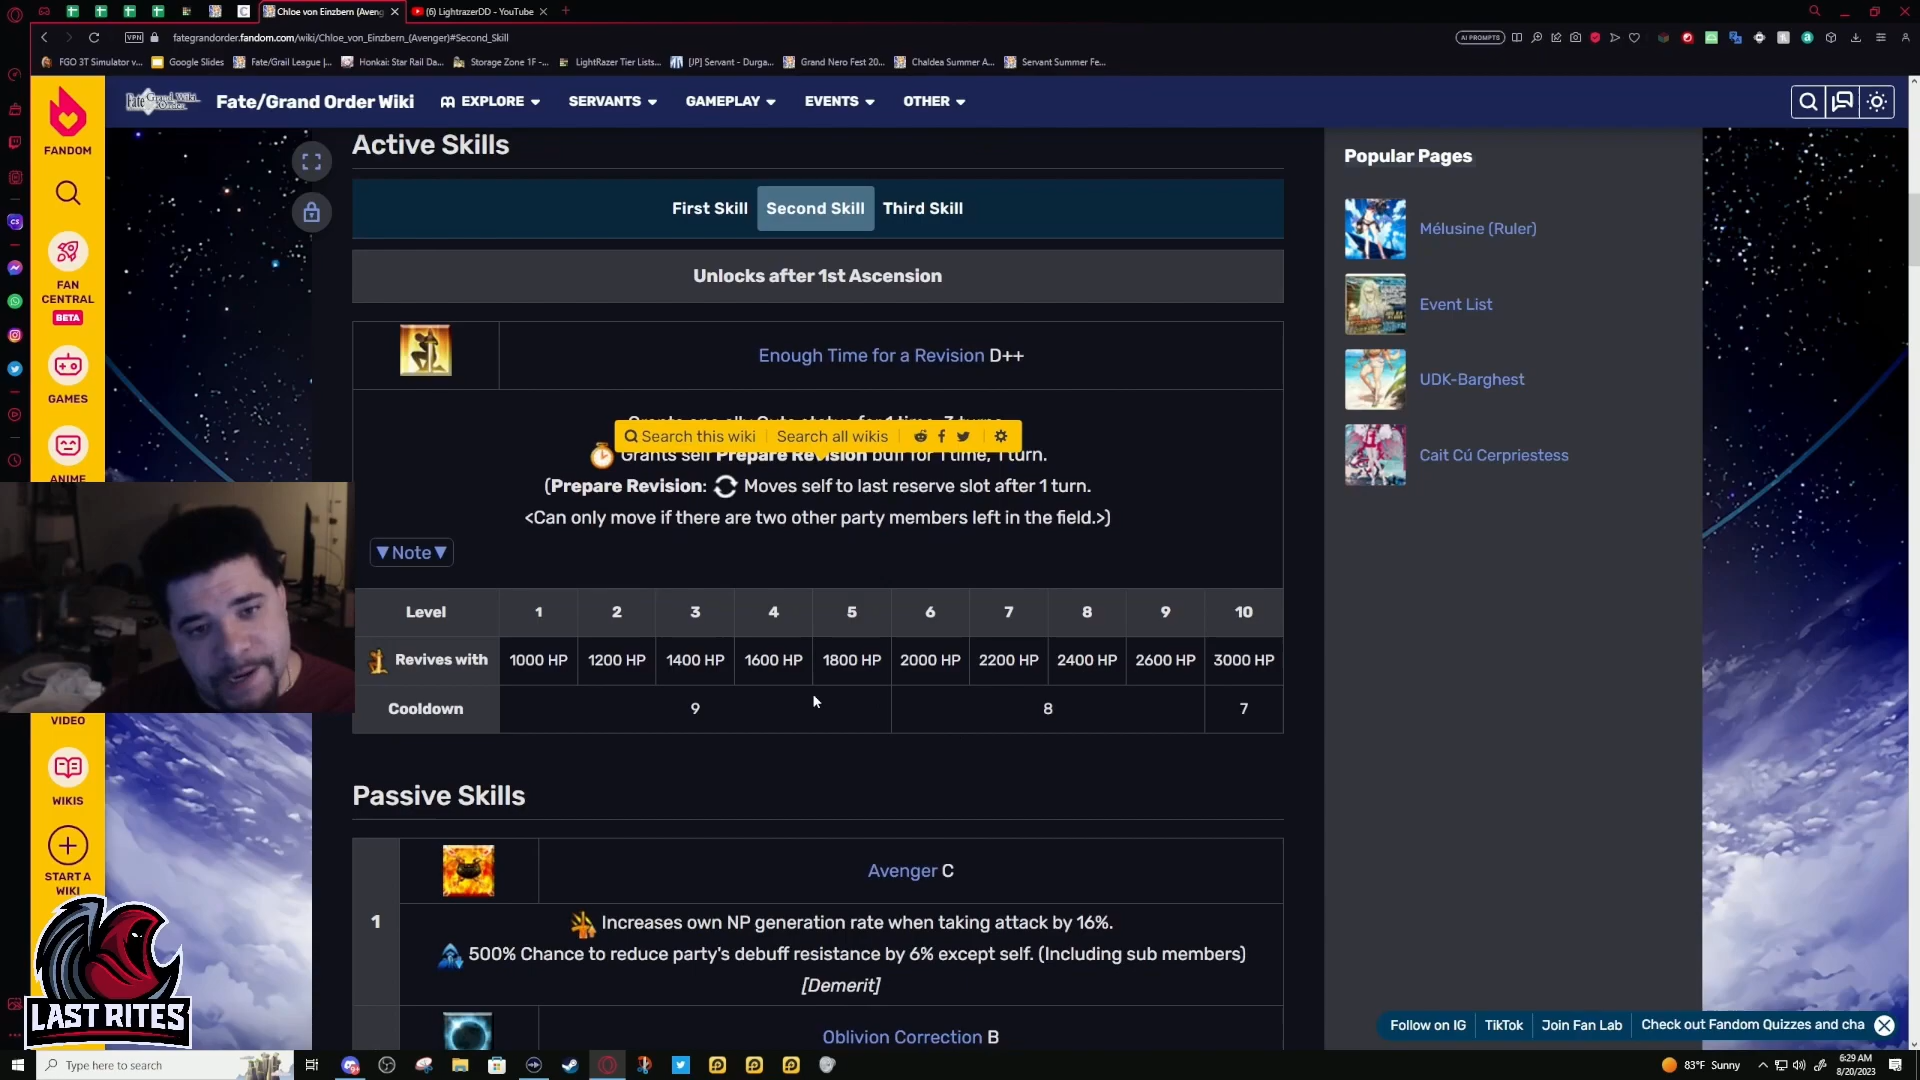 Chloe von Einzbern (Aveng
(6) LightrazerDD - YouTube
VPN
fategrandorder.fandom.com/wiki/Chloe_von_Einzbern_(Avenger)#Second_Skill
AI PROMPTS
FGO 3T Simulator v...
Google Slides
Fate/Grail League |...
Honkai: Star Rail Da...
Storage Zone 1F -...
LightRazer Tier Lists...
[JP] Servant - Durga...
Grand Nero Fest 20...
Chaldea Summer A...
Servant Summer Fe...
Fate/Grand Order Wiki
EXPLORE
SERVANTS
GAMEPLAY
EVENTS
OTHER
FANDOM
FAN
CENTRAL
BETA
GAMES
ANIME
VIDEO
WIKIS
START A
WIKI
Active Skills
First Skill
Second Skill
Third Skill
Unlocks after 1st Ascension
Enough Time for a Revision D++
Search this wiki
Search all wikis
Grants self Prepare Revision buff for 1 time, 1 turn.
(Prepare Revision: Moves self to last reserve slot after 1 turn.
<Can only move if there are two other party members left in the field.>)
▼Note▼
Level 1 2 3 4 5 6 7 8 9 10
Revives with 1000 HP 1200 HP 1400 HP 1600 HP 1800 HP 2000 HP 2200 HP 2400 HP 2600 HP 3000 HP
Cooldown 9 8 7
Passive Skills
1
Avenger C
Increases own NP generation rate when taking attack by 16%.
500% Chance to reduce party's debuff resistance by 6% except self. (Including sub members)
[Demerit]
Oblivion Correction B
Popular Pages
Mélusine (Ruler)
Event List
UDK-Barghest
Cait Cú Cerpriestess
Follow on IG
TikTok
Join Fan Lab
Check out Fandom Quizzes and cha
LAST RITES
Type here to search
83°F Sunny
6:29 AM
8/20/2023